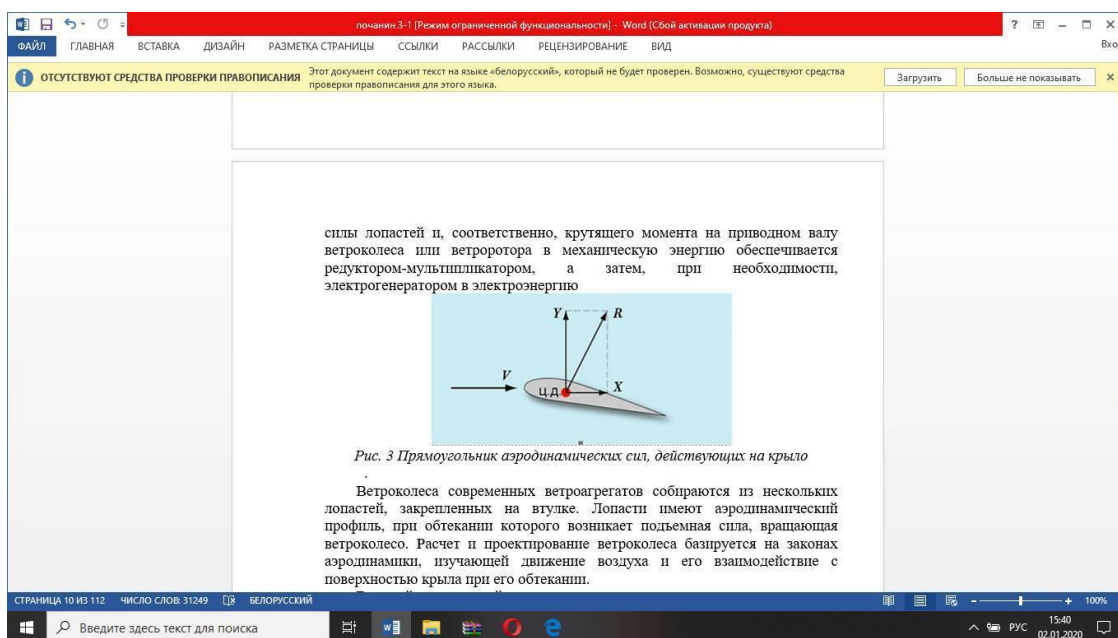 почанин 3-1 [Режим ограниченной функциональности] - Word (Сбой активации продукта)
ФАЙЛ ГЛАВНАЯ ВСТАВКА ДИЗАЙН РАЗМЕТКА СТРАНИЦЫ ССЫЛКИ РАССЫЛКИ РЕЦЕНЗИРОВАНИЕ ВИД Вхо
ОТСУТСТВУЮТ СРЕДСТВА ПРОВЕРКИ ПРАВОПИСАНИЯ Этот документ содержит текст на языке «белорусский», который не будет проверен. Возможно, существуют средства
проверки правописания для этого языка.
Загрузить Больше не показывать
силы лопастей и, соответственно, крутящего момента на приводном валу
ветроколеса или ветроротора в механическую энергию обеспечивается
редуктором-мультипликатором, а затем, при необходимости,
электрогенератором в электроэнергию
Y R
V
Ц.Д. X
Рис. 3 Прямоугольник аэродинамических сил, действующих на крыло
.
Ветроколеса современных ветроагрегатов собираются из нескольких
лопастей, закрепленных на втулке. Лопасти имеют аэродинамический
профиль, при обтекании которого возникает подъемная сила, вращающая
ветроколесо. Расчет и проектирование ветроколеса базируется на законах
аэродинамики, изучающей движение воздуха и его взаимодействие с
поверхностью крыла при его обтекании.
СТРАНИЦА 10 ИЗ 112 ЧИСЛО СЛОВ: 31249 БЕЛОРУССКИЙ 100%
Введите здесь текст для поиска
РУС 15:40
02.01.2020